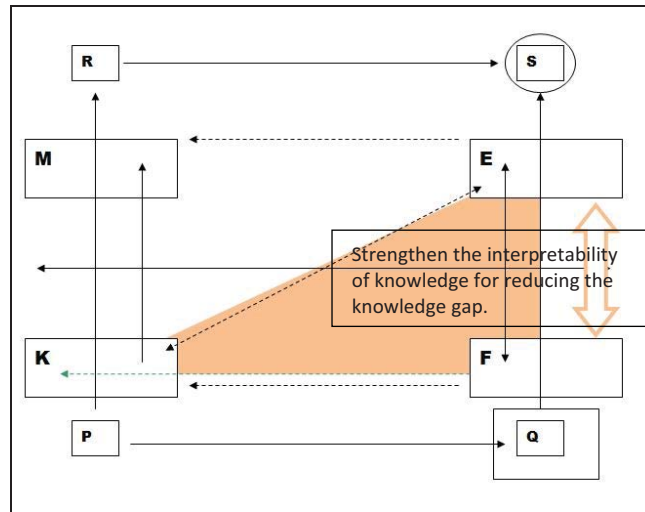 R
S
M
E
Strengthen the interpretability
of knowledge for reducing the
knowledge gap.
K
F
P
Q